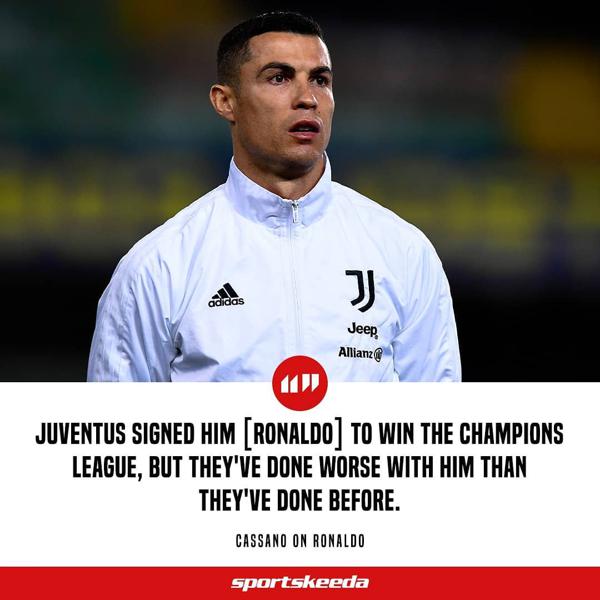 adidas
Jeep
Allianz
JUVENTUS SIGNED HIM [RONALDO] TO WIN THE CHAMPIONS
LEAGUE, BUT THEY'VE DONE WORSE WITH HIM THAN
THEY'VE DONE BEFORE.
CASSANO ON RONALDO
sportskeeda